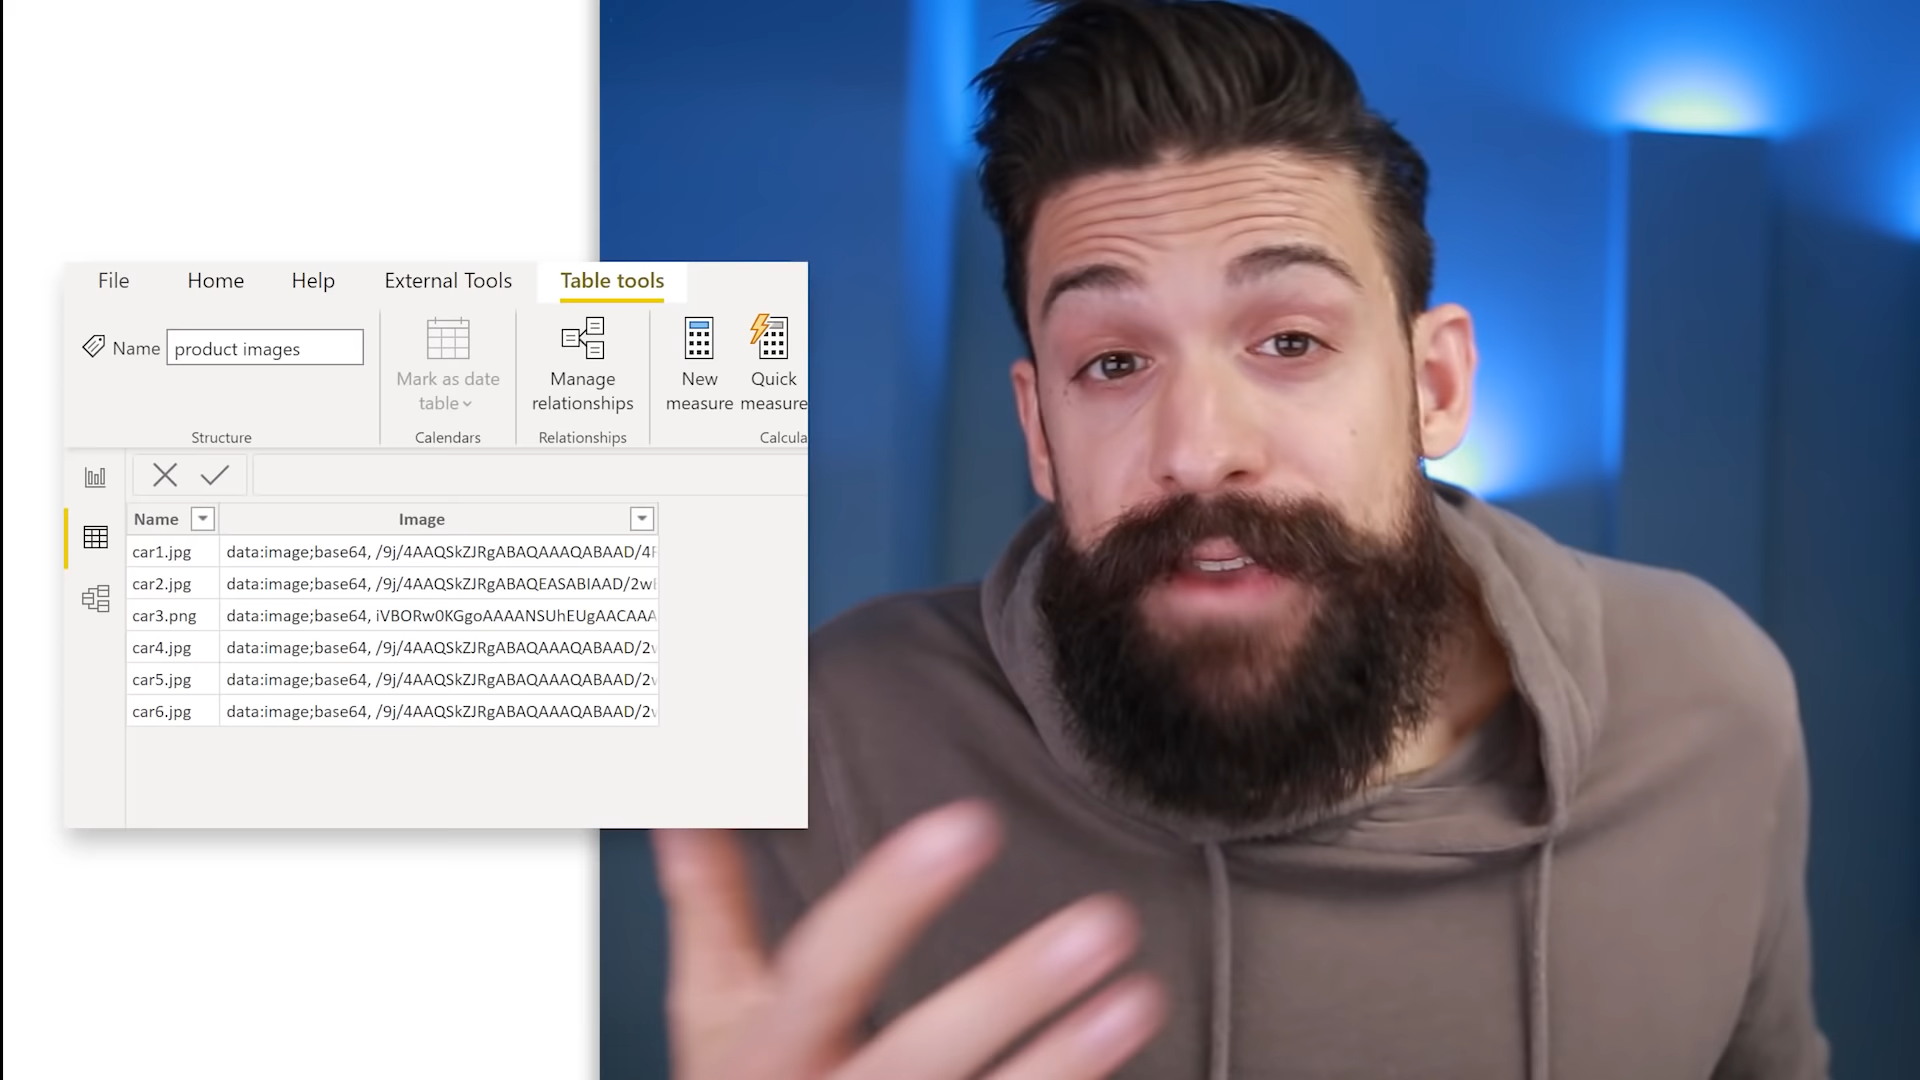 File Home Help External Tools Table tools
Name product images
Mark as date table
Manage relationships
New measure
Quick measure
Structure Calendars Relationships Calcula
Name Image
car1.jpg data:image;base64, /9j/4AAQSkZJRgABAQAAAQABAAD/4
car2.jpg data:image;base64, /9j/4AAQSkZJRgABAQEASABIAAD/2w
car3.png data:image;base64, iVBORw0KGgoAAAANSUhEUgAACAAA
car4.jpg data:image;base64, /9j/4AAQSkZJRgABAQAAAQABAAD/2
car5.jpg data:image;base64, /9j/4AAQSkZJRgABAQAAAQABAAD/2
car6.jpg data:image;base64, /9j/4AAQSkZJRgABAQAAAQABAAD/2